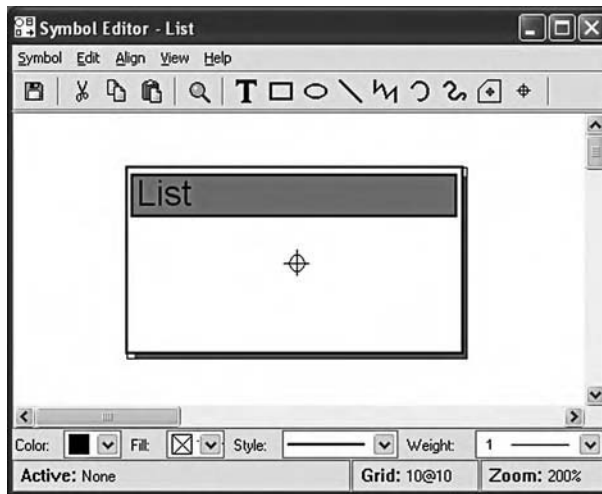 Symbol Editor - List
Symbol Edit Align View Help
T
List
Color: Fill: Style: Weight: 1
Active: None Grid: 10@10 Zoom: 200%